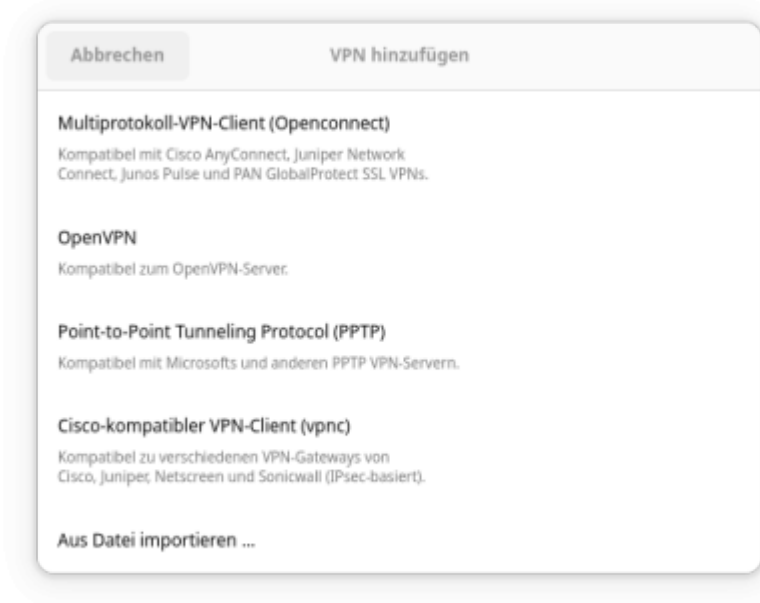 Abbrechen VPN hinzufügen
Multiprotokoll-VPN-Client (Openconnect)
Kompatibel mit Cisco AnyConnect, Juniper Network
Connect, Junos Pulse und PAN GlobalProtect SSL VPNs.
OpenVPN
Kompatibel zum OpenVPN-Server.
Point-to-Point Tunneling Protocol (PPTP)
Kompatibel mit Microsofts und anderen PPTP VPN-Servern.
Cisco-kompatibler VPN-Client (vpnc)
Kompatibel zu verschiedenen VPN-Gateways von
Cisco, Juniper, Netscreen und Sonicwall (IPsec-basiert).
Aus Datei importieren ...